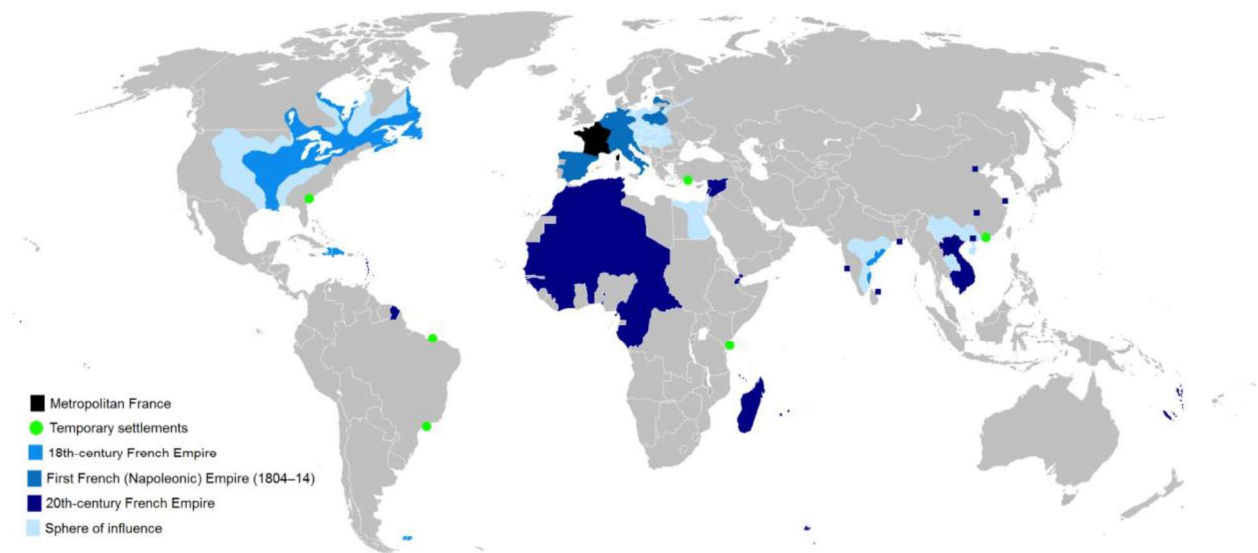 Metropolitan France
Temporary settlements
18th-century French Empire
First French (Napoleonic) Empire (1804–14)
20th-century French Empire
Sphere of influence